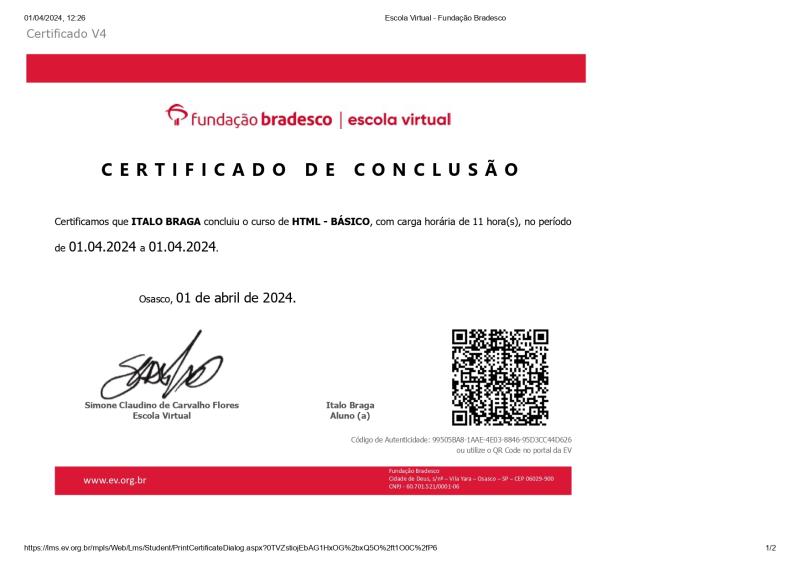 01/04/2024, 12:26
Escola Virtual - Fundação Bradesco
Certificado V4
fundação bradesco | escola virtual
CERTIFICADO DE CONCLUSÃO
Certificamos que ITALO BRAGA concluiu o curso de HTML - BÁSICO, com carga horária de 11 hora(s), no período
de 01.04.2024 a 01.04.2024.
Osasco, 01 de abril de 2024.
Simone Claudino de Carvalho Flores
Escola Virtual
Italo Braga
Aluno (a)
Código de Autenticidade: 99505BA8-1AAE-4E03-8846-95D3CC44D626
ou utilize o QR Code no portal da EV
www.ev.org.br
Fundação Bradesco
Cidade de Deus, s/nº – Vila Yara – Osasco – SP – CEP 06029-900
CNPJ - 60.701.521/0001-06
https://lms.ev.org.br/mpls/Web/Lms/Student/PrintCertificateDialog.aspx?0TVZstiojEbAG1HxOG%2bxQ5O%2ft1O0C%2fP6
1/2